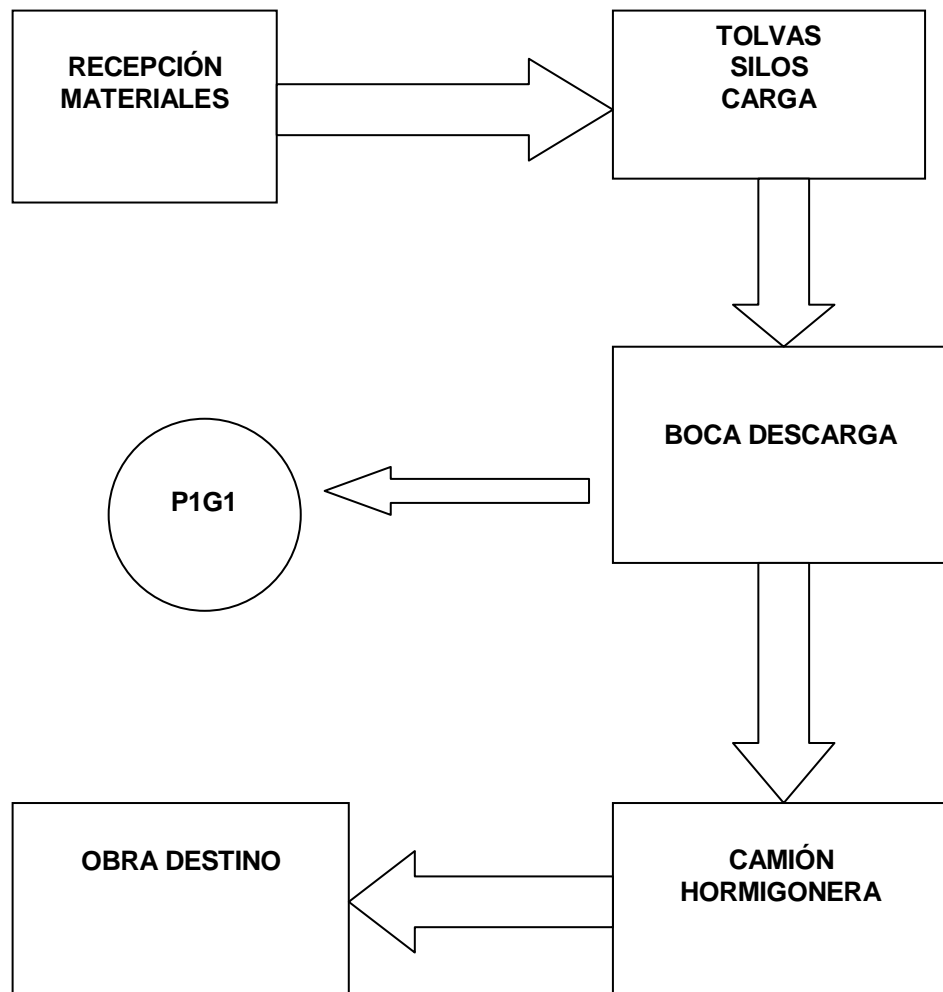 RECEPCIÓN
MATERIALES
TOLVAS
SILOS
CARGA
BOCA DESCARGA
P1G1
OBRA DESTINO
CAMIÓN
HORMIGONERA